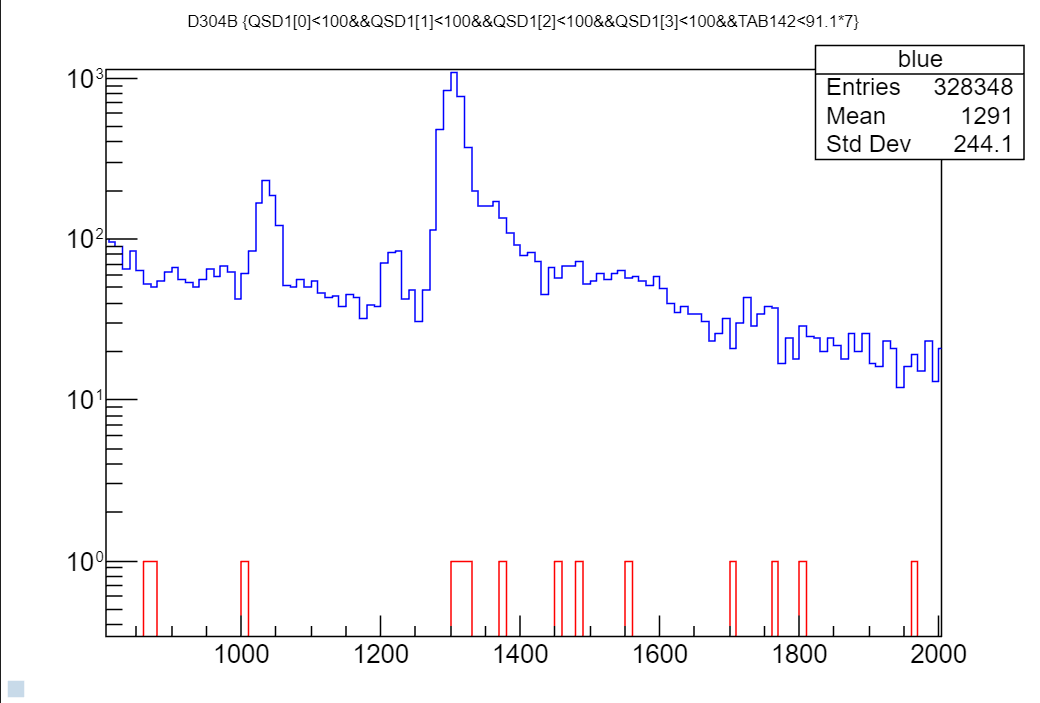 D304B {QSD1[0]<100&&QSD1[1]<100&&QSD1[2]<100&&QSD1[3]<100&&TAB142<91.1*7}
blue
Entries 328348
Mean 1291
Std Dev 244.1
10³
10²
10¹
10⁰
1000 1200 1400 1600 1800 2000